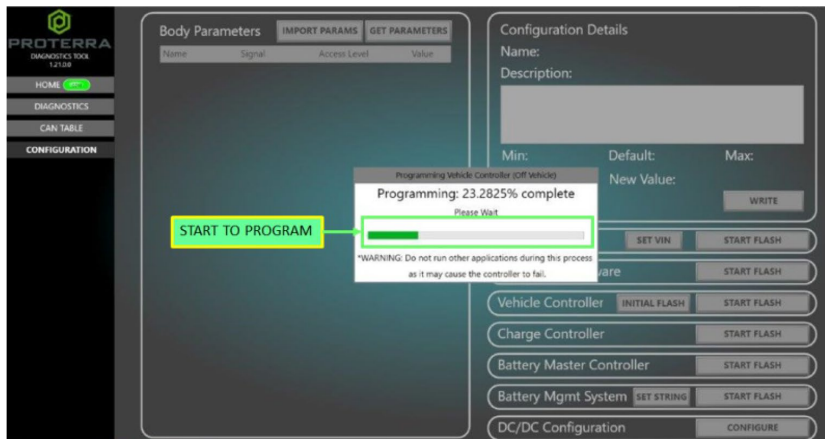 PROTERRA
DIAGNOSTICS TOOL
1.21.0.0
HOME
DIAGNOSTICS
CAN TABLE
CONFIGURATION
Body Parameters
IMPORT PARAMS
GET PARAMETERS
Name Signal Access Level Value
Configuration Details
Name:
Description:
Min: Default: Max:
New Value:
WRITE
Programming Vehicle Controller (Off Vehicle)
Programming: 23.2825% complete
Please Wait
START TO PROGRAM
*WARNING: Do not run other applications during this process
as it may cause the controller to fail.
SET VIN START FLASH
START FLASH
Vehicle Controller INITIAL FLASH START FLASH
Charge Controller START FLASH
Battery Master Controller START FLASH
Battery Mgmt System SET STRING START FLASH
DC/DC Configuration CONFIGURE